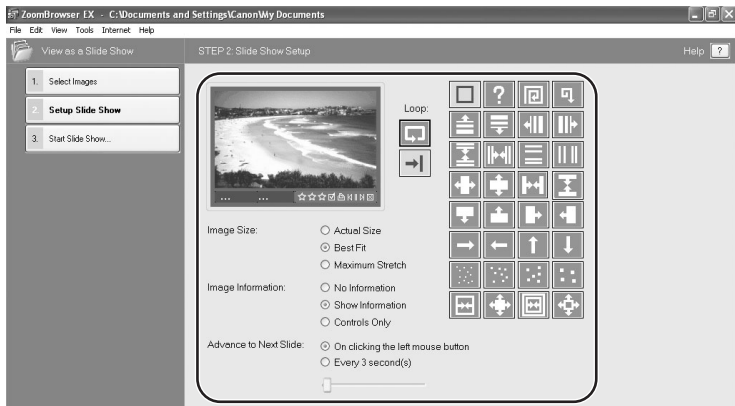 ZoomBrowser EX - C:\Documents and Settings\Canon\My Documents
File Edit View Tools Internet Help
View as a Slide Show
STEP 2: Slide Show Setup
Help ?
1. Select Images
2. Setup Slide Show
3. Start Slide Show...
Loop:
?
... ...
Image Size:
Actual Size
Best Fit
Maximum Stretch
Image Information:
No Information
Show Information
Controls Only
Advance to Next Slide:
On clicking the left mouse button
Every 3 second(s)